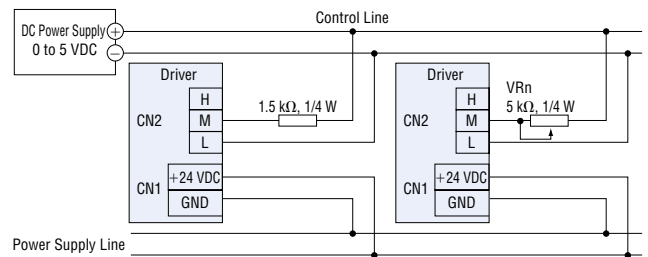 Control Line
DC Power Supply
0 to 5 VDC
+
−
Driver
CN2
H
M
L
1.5 kΩ, 1/4 W
CN1
+24 VDC
GND
Driver
CN2
H
M
L
VRn
5 kΩ, 1/4 W
CN1
+24 VDC
GND
Power Supply Line